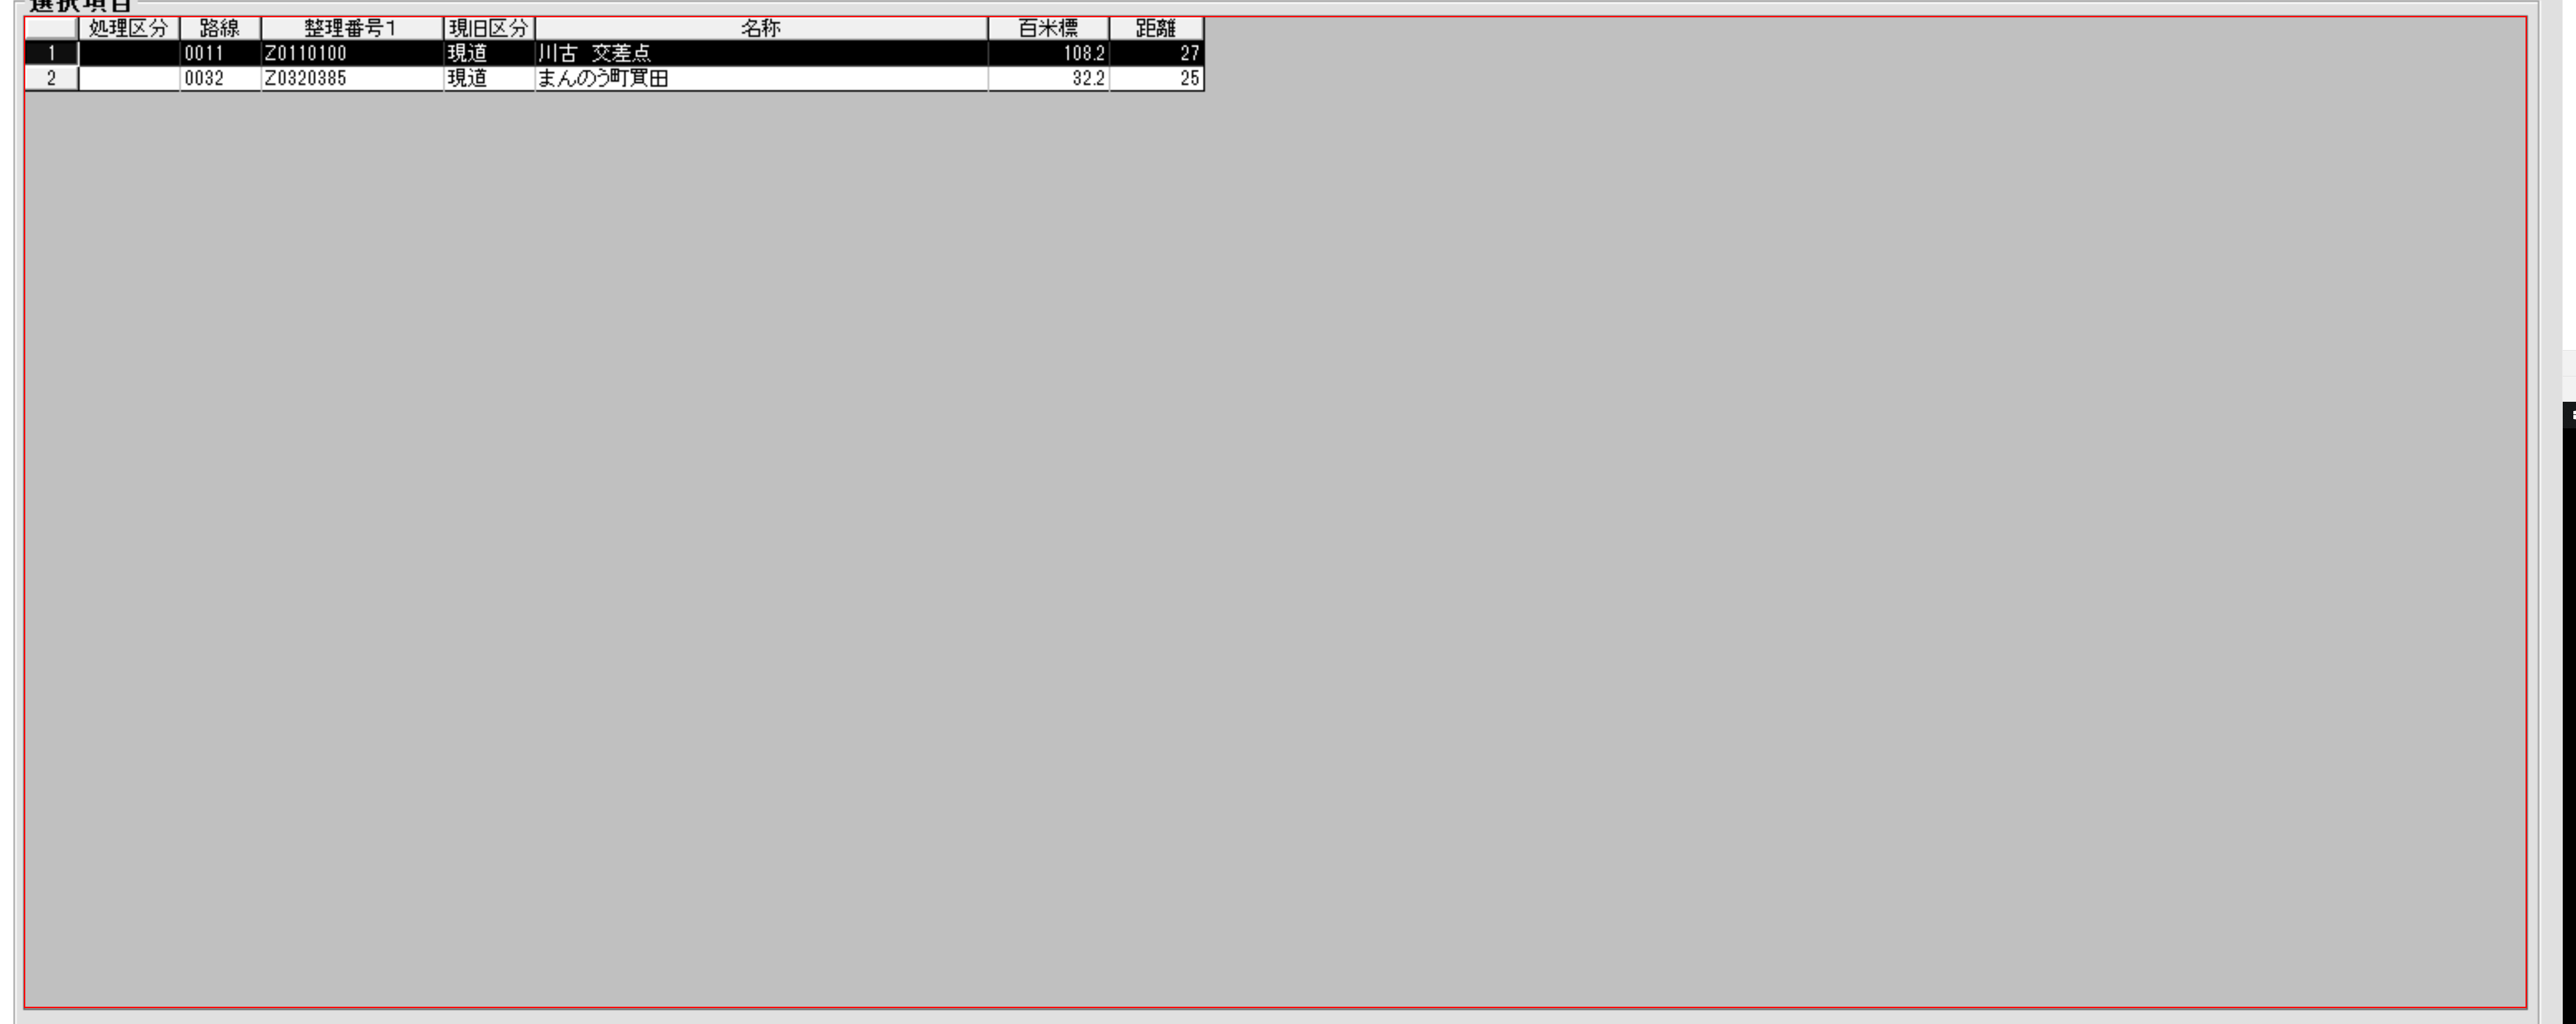 選択項目
処理区分 路線 整理番号1 現旧区分 名称 百米標 距離
1 0011 Z0110100 現道 川古 交差点 108.2 27
2 0032 Z0320385 現道 まんのう町買田 32.2 25